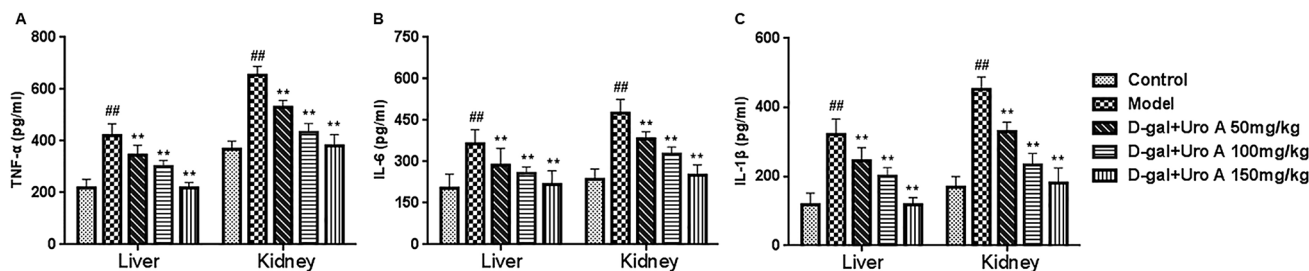 A
TNF-α (pg/ml)
800
600
400
200
0
##
**
**
**
##
**
**
**
Liver
Kidney
B
IL-6 (pg/ml)
750
600
450
300
150
0
##
**
**
**
##
**
**
**
Liver
Kidney
C
IL-1β (pg/ml)
600
400
200
0
##
**
**
**
##
**
**
**
Liver
Kidney
Control
Model
D-gal+Uro A 50mg/kg
D-gal+Uro A 100mg/kg
D-gal+Uro A 150mg/kg